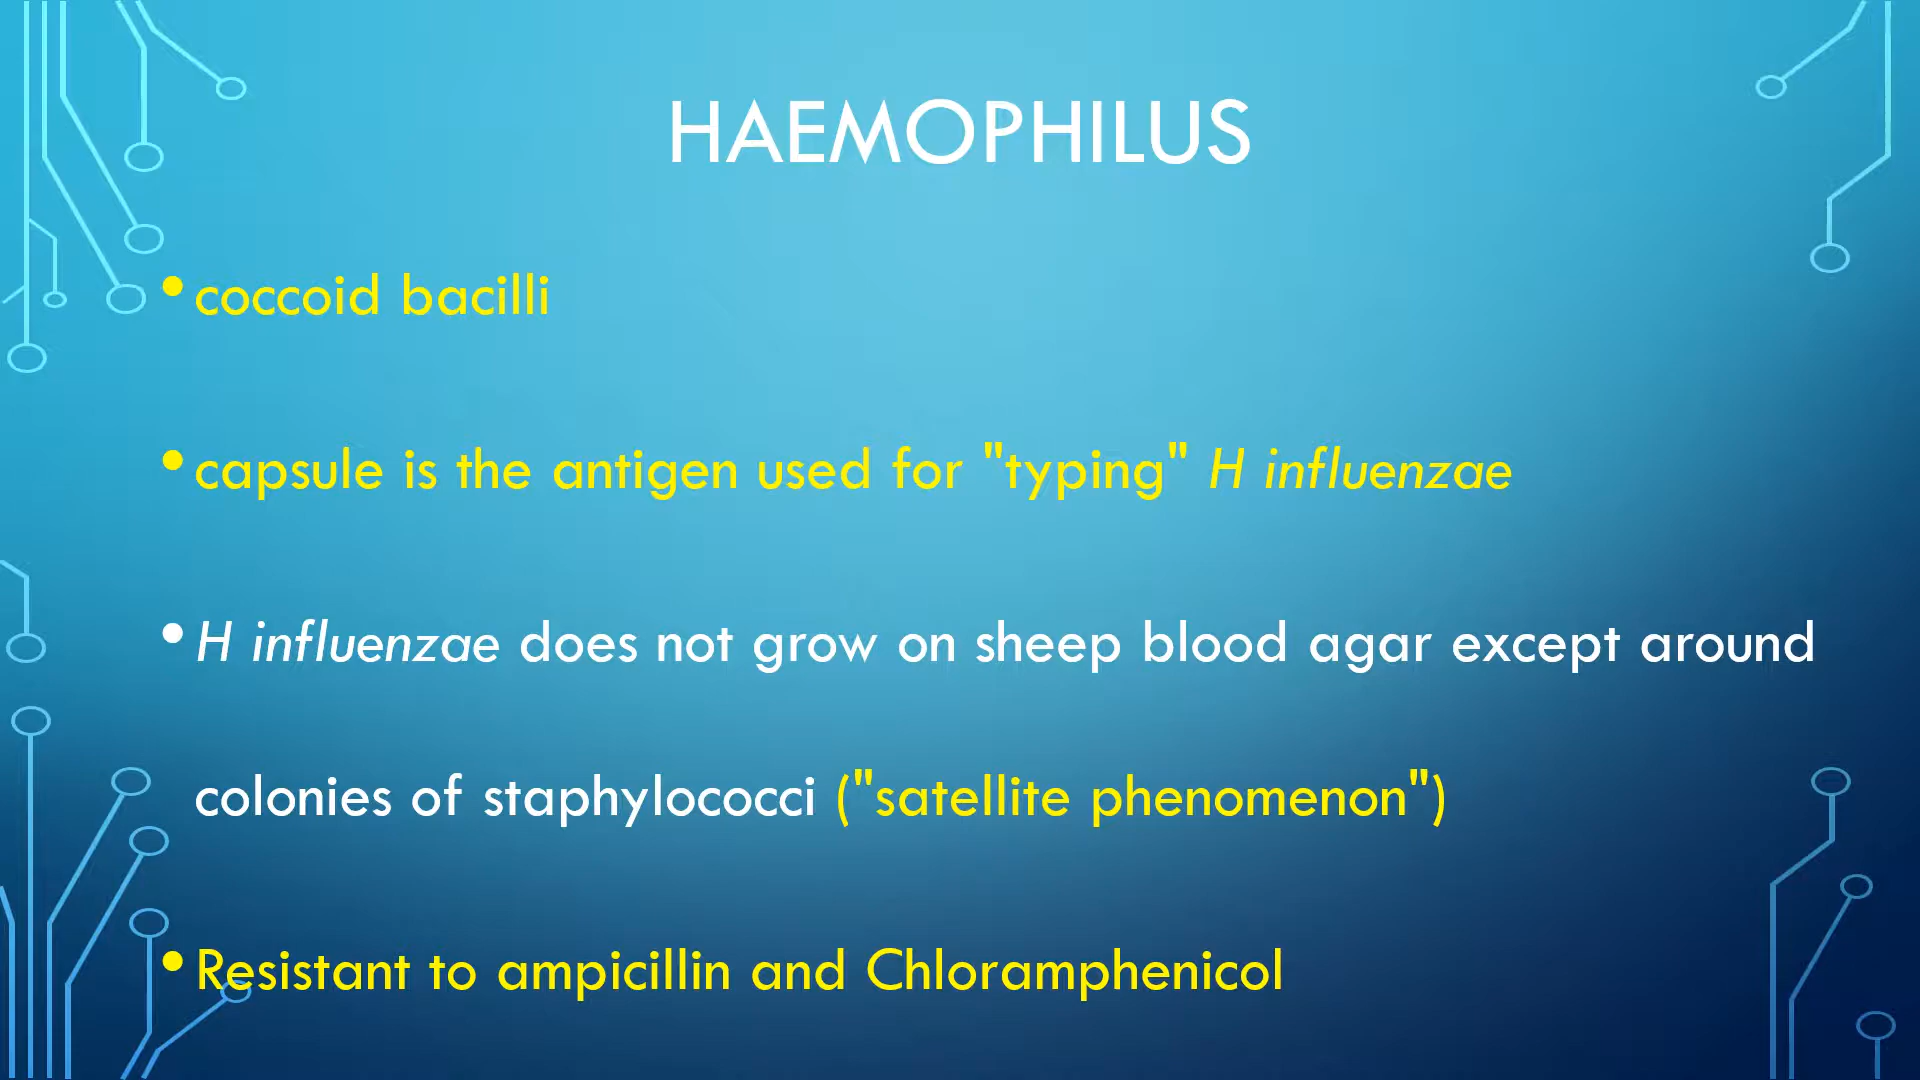 HAEMOPHILUS
• coccoid bacilli
• capsule is the antigen used for "typing" H influenzae
• H influenzae does not grow on sheep blood agar except around
colonies of staphylococci ("satellite phenomenon")
• Resistant to ampicillin and Chloramphenicol